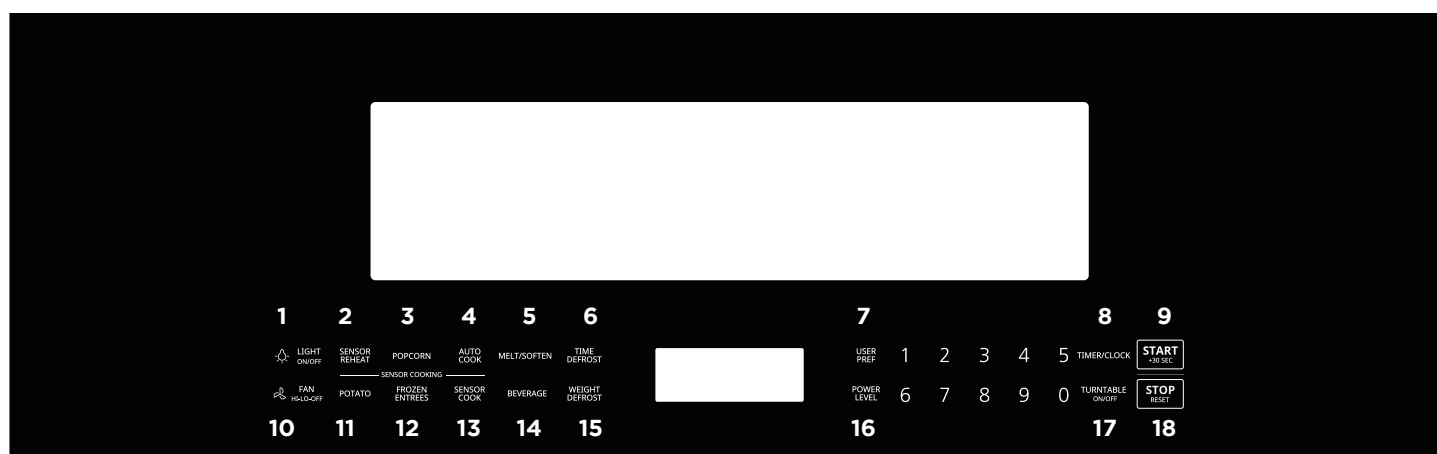 1 2 3 4 5 6 7 8 9
LIGHT
ON/OFF
SENSOR
REHEAT
POPCORN
AUTO
COOK
MELT/SOFTEN
TIME
DEFROST
USER
PREF
1 2 3 4 5
TIMER/CLOCK
START
+30 SEC
SENSOR COOKING
FAN
HI-LO-OFF
POTATO
FROZEN
ENTREES
SENSOR
COOK
BEVERAGE
WEIGHT
DEFROST
POWER
LEVEL
6 7 8 9 0
TURNTABLE
ON/OFF
STOP
RESET
10 11 12 13 14 15 16 17 18